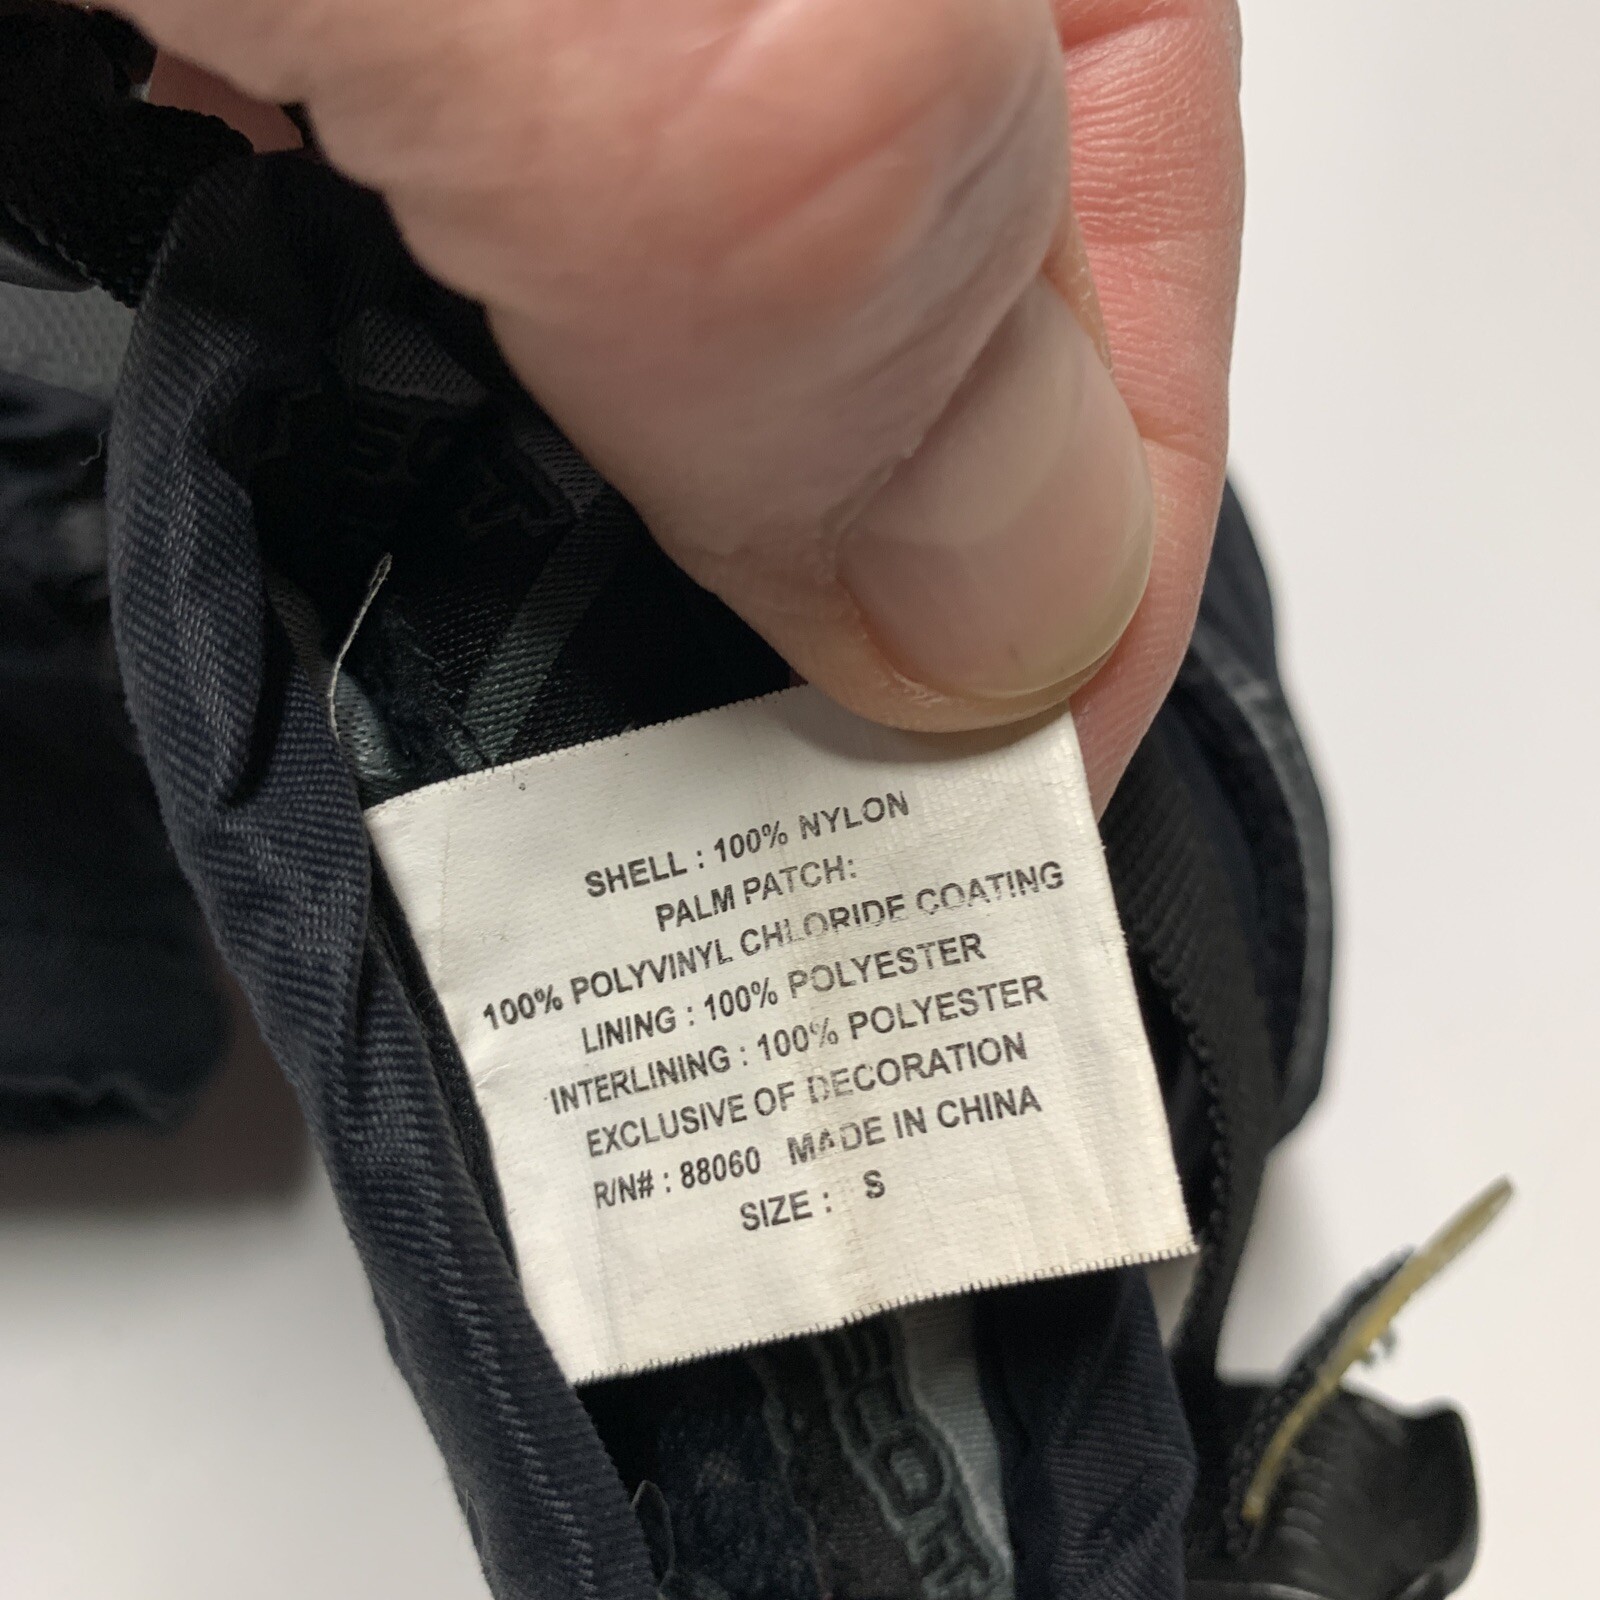 SHELL : 100% NYLON
PALM PATCH:
100% POLYVINYL CHLORIDE COATING
LINING : 100% POLYESTER
INTERLINING : 100% POLYESTER
EXCLUSIVE OF DECORATION
R/N# : 88060 MADE IN CHINA
SIZE : S